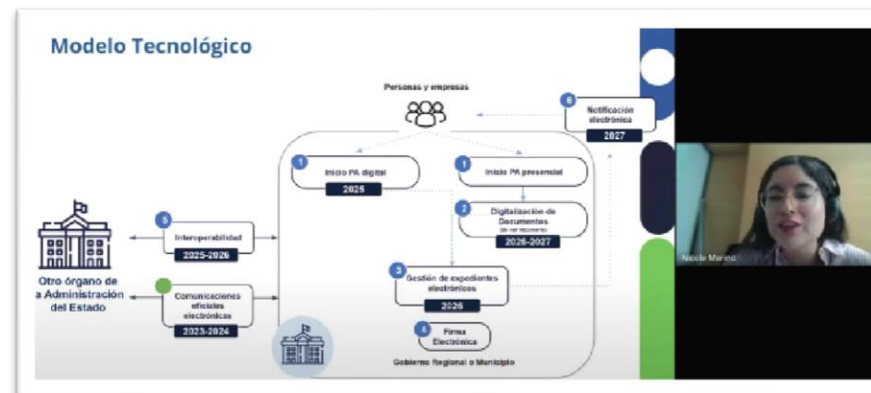 Modelo Tecnológico
Personas y empresas
6
Notificación
electrónica
2027
1
Inicio PA digital
2025
1
Inicio PA presencial
2
Digitalización de
Documentos
2026-2027
5
Interoperabilidad
2025-2026
3
Gestión de expedientes
electrónicos
2026
Otro órgano de
a Administración
del Estado
Comunicaciones
oficiales
electrónicas
2023-2024
4
Firma
Electrónica
Gobierno Regional o Municipio
Nicole Merino